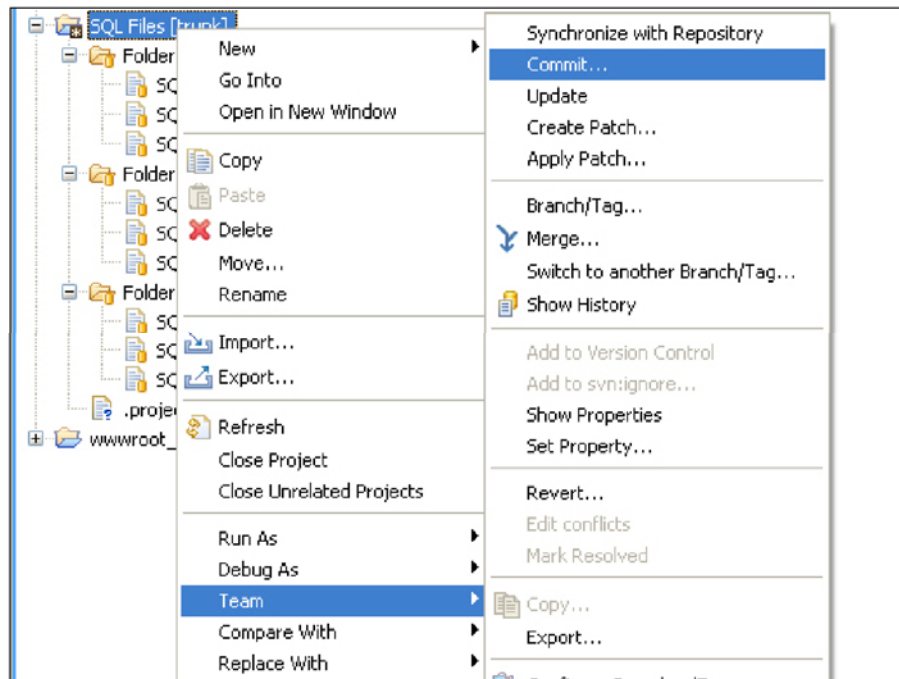 SQL Files [trunk]
Folder
SQ
SQ
SQ
Folder
SQ
SQ
SQ
Folder
SQ
SQ
SQ
.proje
wwwroot_
New
Go Into
Open in New Window
Copy
Paste
Delete
Move...
Rename
Import...
Export...
Refresh
Close Project
Close Unrelated Projects
Run As
Debug As
Team
Compare With
Replace With
Synchronize with Repository
Commit...
Update
Create Patch...
Apply Patch...
Branch/Tag...
Merge...
Switch to another Branch/Tag...
Show History
Add to Version Control
Add to svn:ignore...
Show Properties
Set Property...
Revert...
Edit conflicts
Mark Resolved
Copy...
Export...